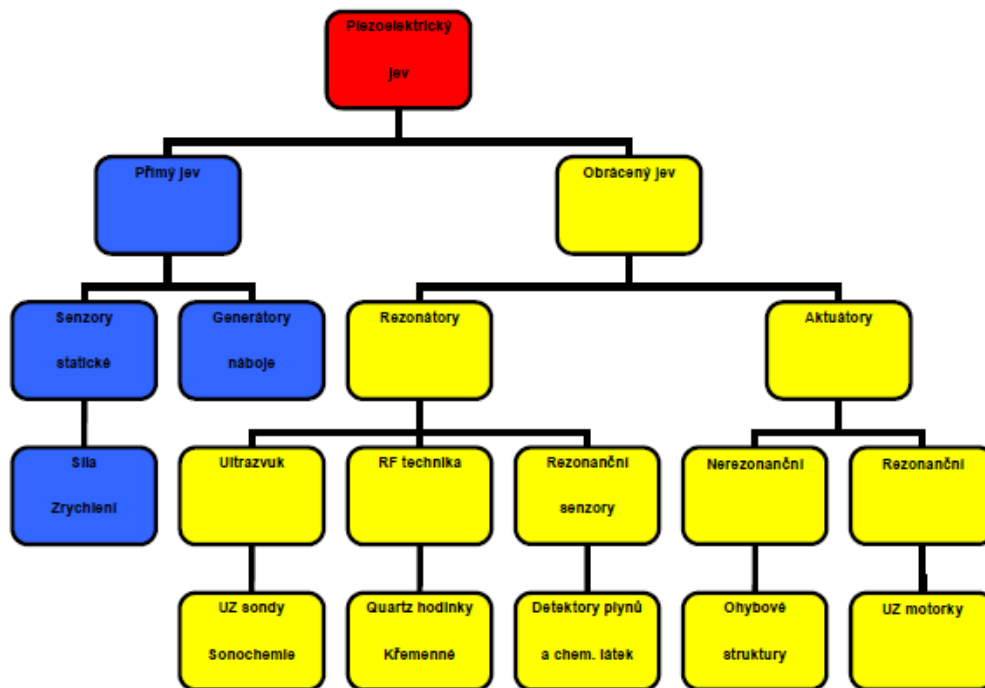 Piezoelektrický
jev
Přímý jev
Obrácený jev
Senzory
statické
Generátory
náboje
Rezonátory
Aktuátory
Síla
Zrychlení
Ultrazvuk
RF technika
Rezonanční
senzory
Nerezonanční
Rezonanční
UZ sondy
Sonochemie
Quartz hodinky
Křemenné
Detektory plynů
a chem. látek
Ohybové
struktury
UZ motorky